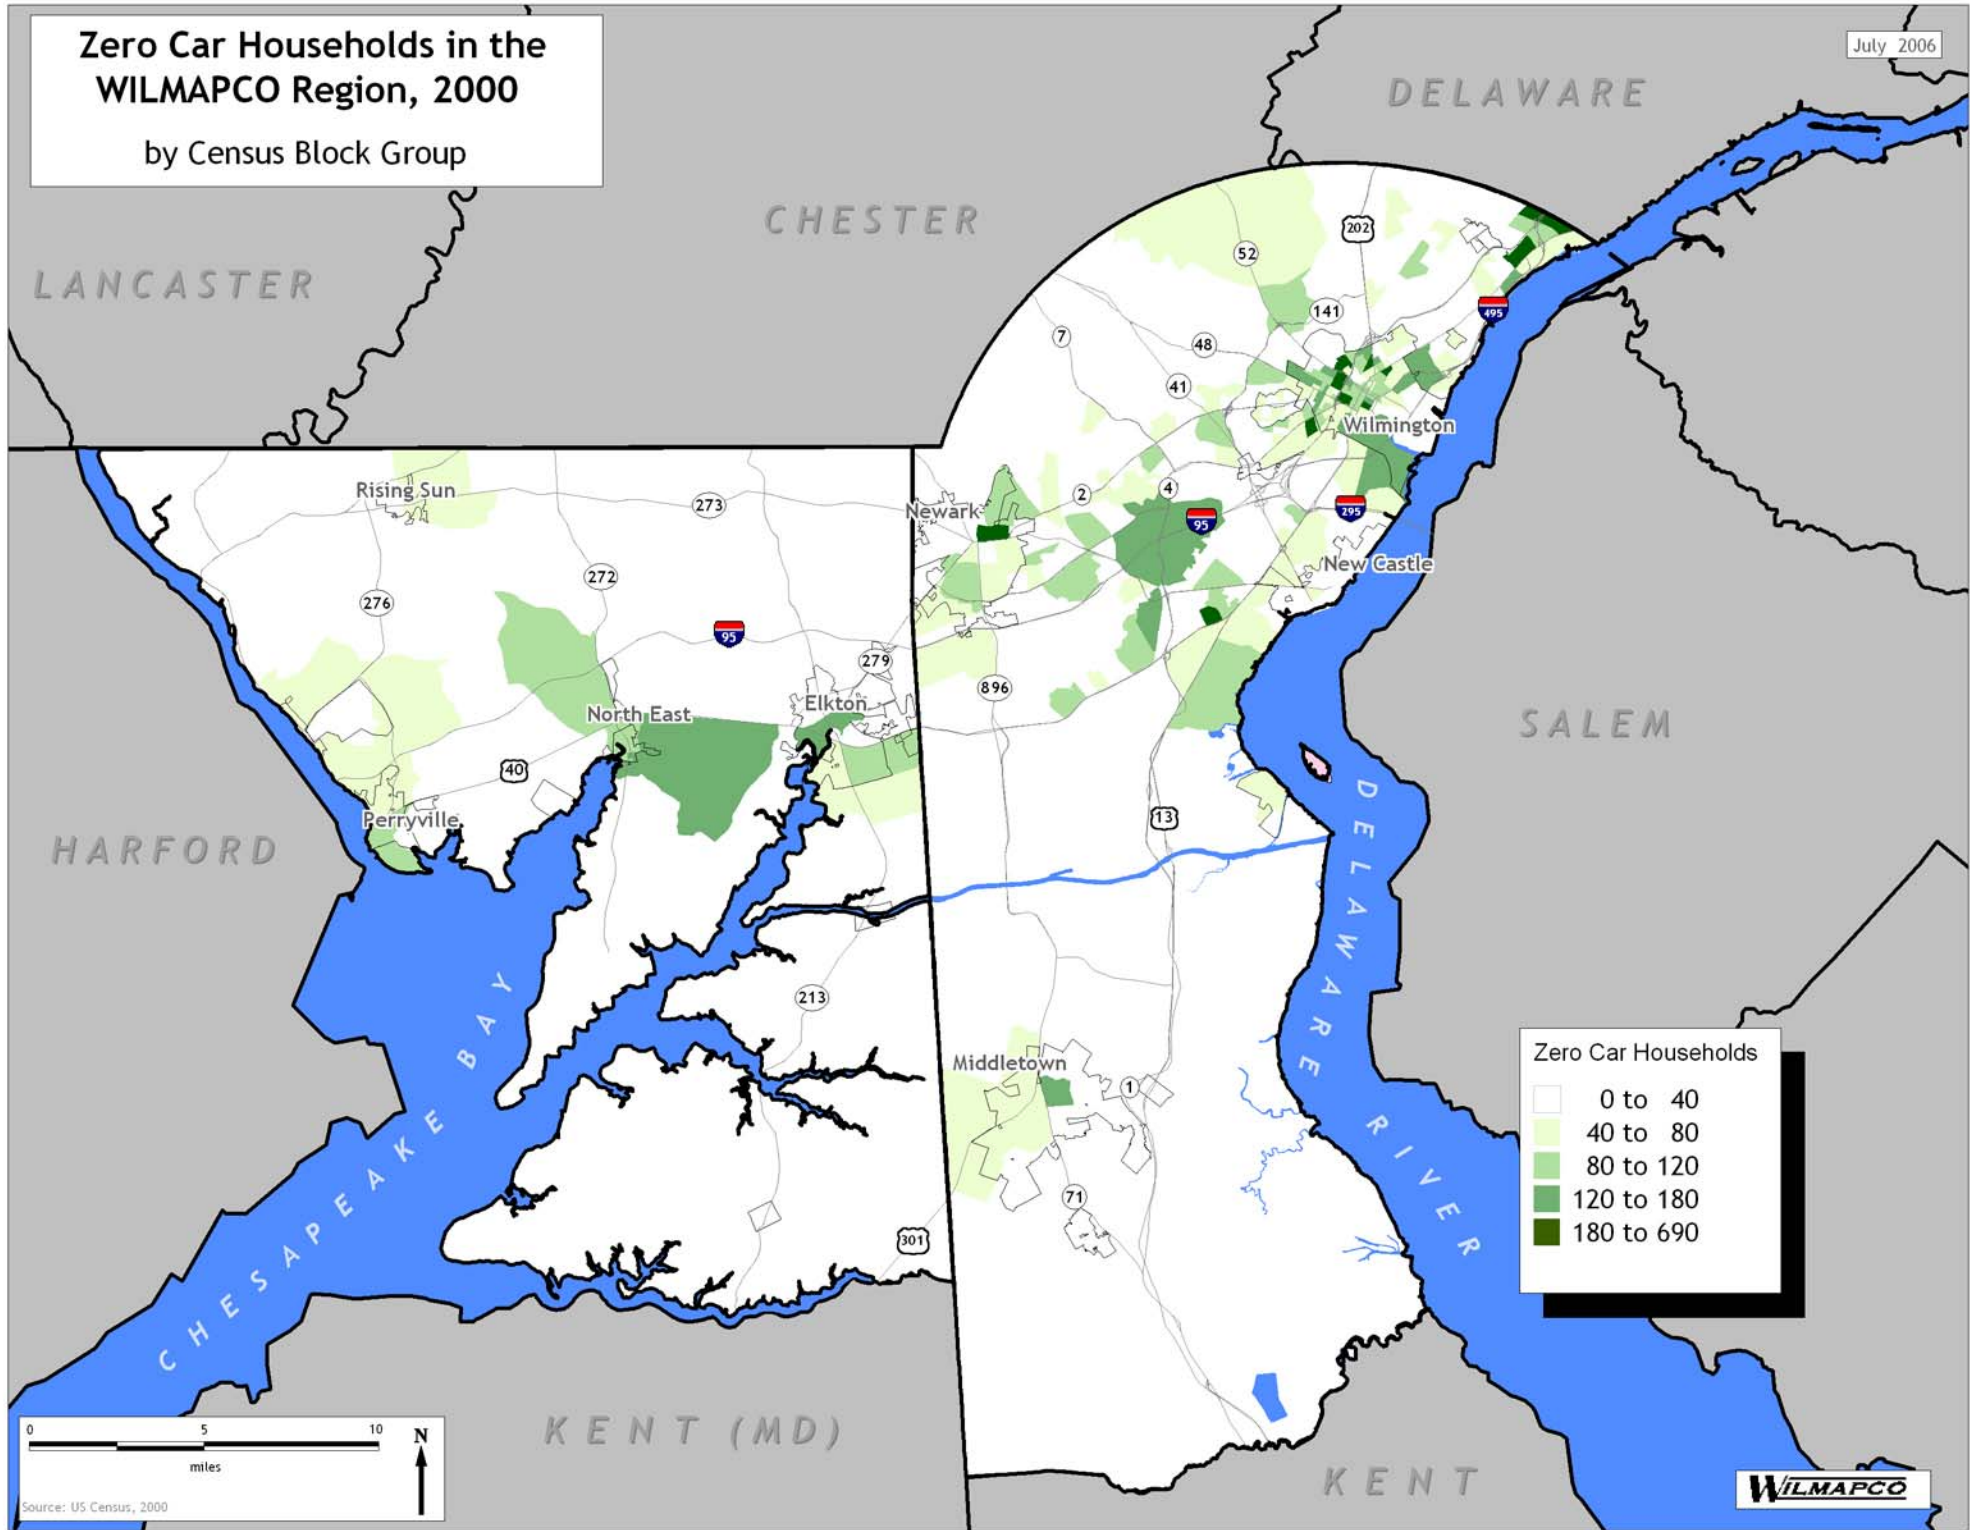 Zero Car Households in the
WILMAPCO Region, 2000
by Census Block Group
July 2006
DELAWARE
CHESTER
LANCASTER
202
52
141
495
7
48
41
Wilmington
Rising Sun
273
Newark
2
4
95
295
New Castle
272
276
95
279
896
Elkton
North East
SALEM
40
13
Perryville
HARFORD
DELAWARE RIVER
CHESAPEAKE BAY
213
Middletown
1
71
301
Zero Car Households
0 to 40
40 to 80
80 to 120
120 to 180
180 to 690
KENT (MD)
KENT
0 5 10
miles
N
Source: US Census, 2000
WILMAPCO